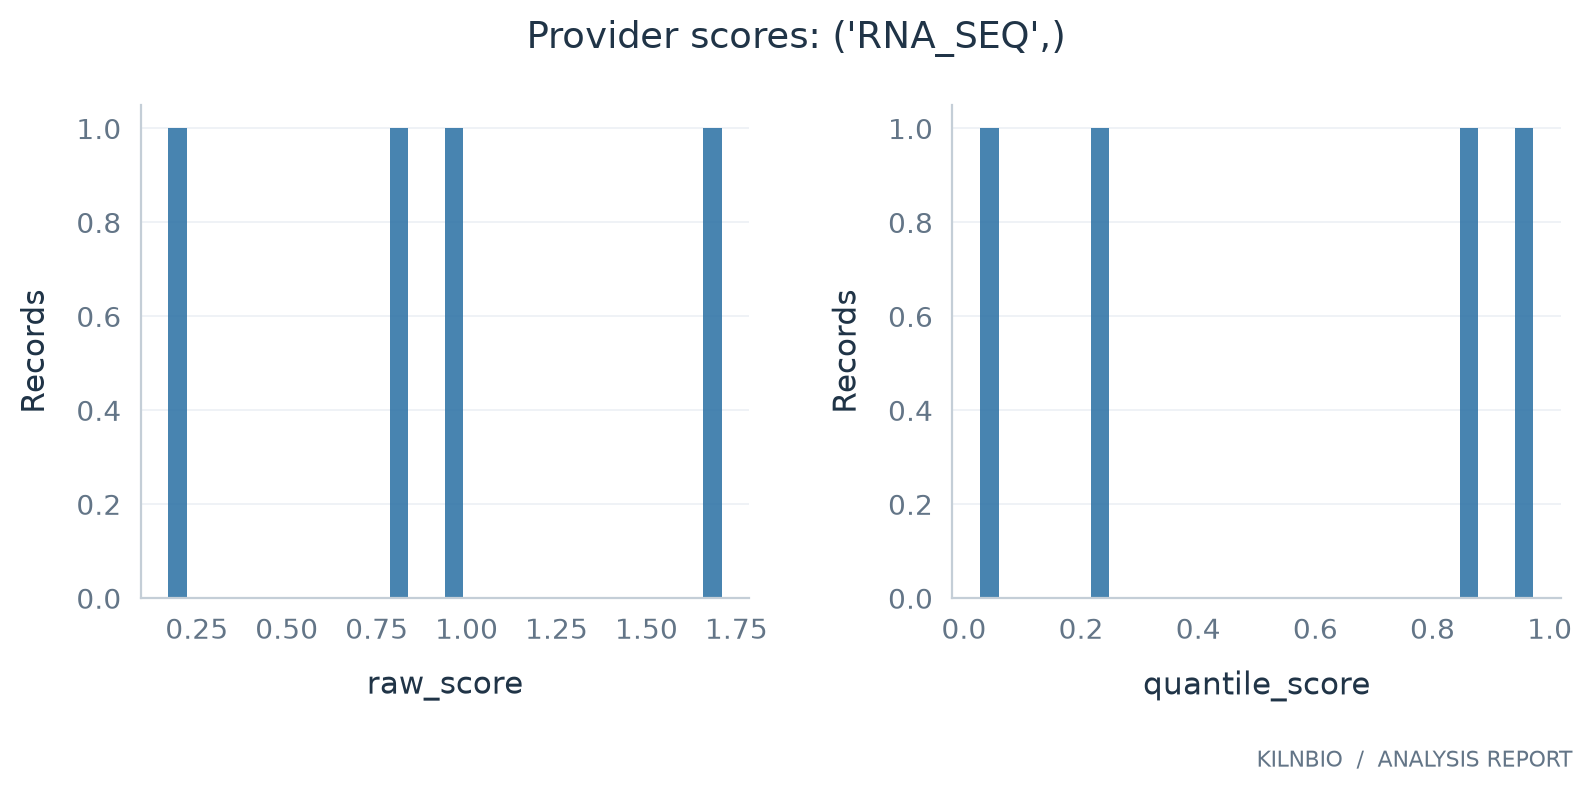 Provider scores: ('RNA_SEQ',)
1.0
0.8
0.6
0.4
0.2
0.0
Records
0.25 0.50 0.75 1.00 1.25 1.50 1.75
raw_score
1.0
0.8
0.6
0.4
0.2
0.0
Records
0.0 0.2 0.4 0.6 0.8 1.0
quantile_score
KILNBIO / ANALYSIS REPORT